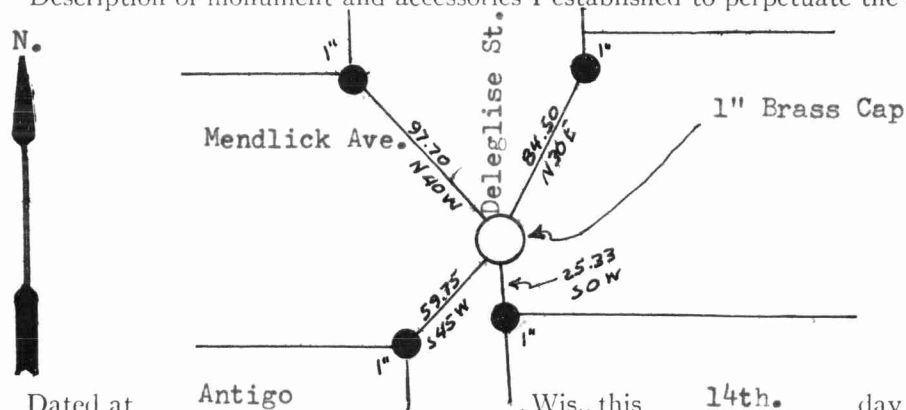 Description of monument and accessories I established to perpetuate the
N.
1"
Deleglise St.
1"
1" Brass Cap
Mendlick Ave.
97.70
N40W
84.50
N30E
25.33
S0W
59.75
S45W
1"
1"
Dated at Antigo , Wis., this 14th. day